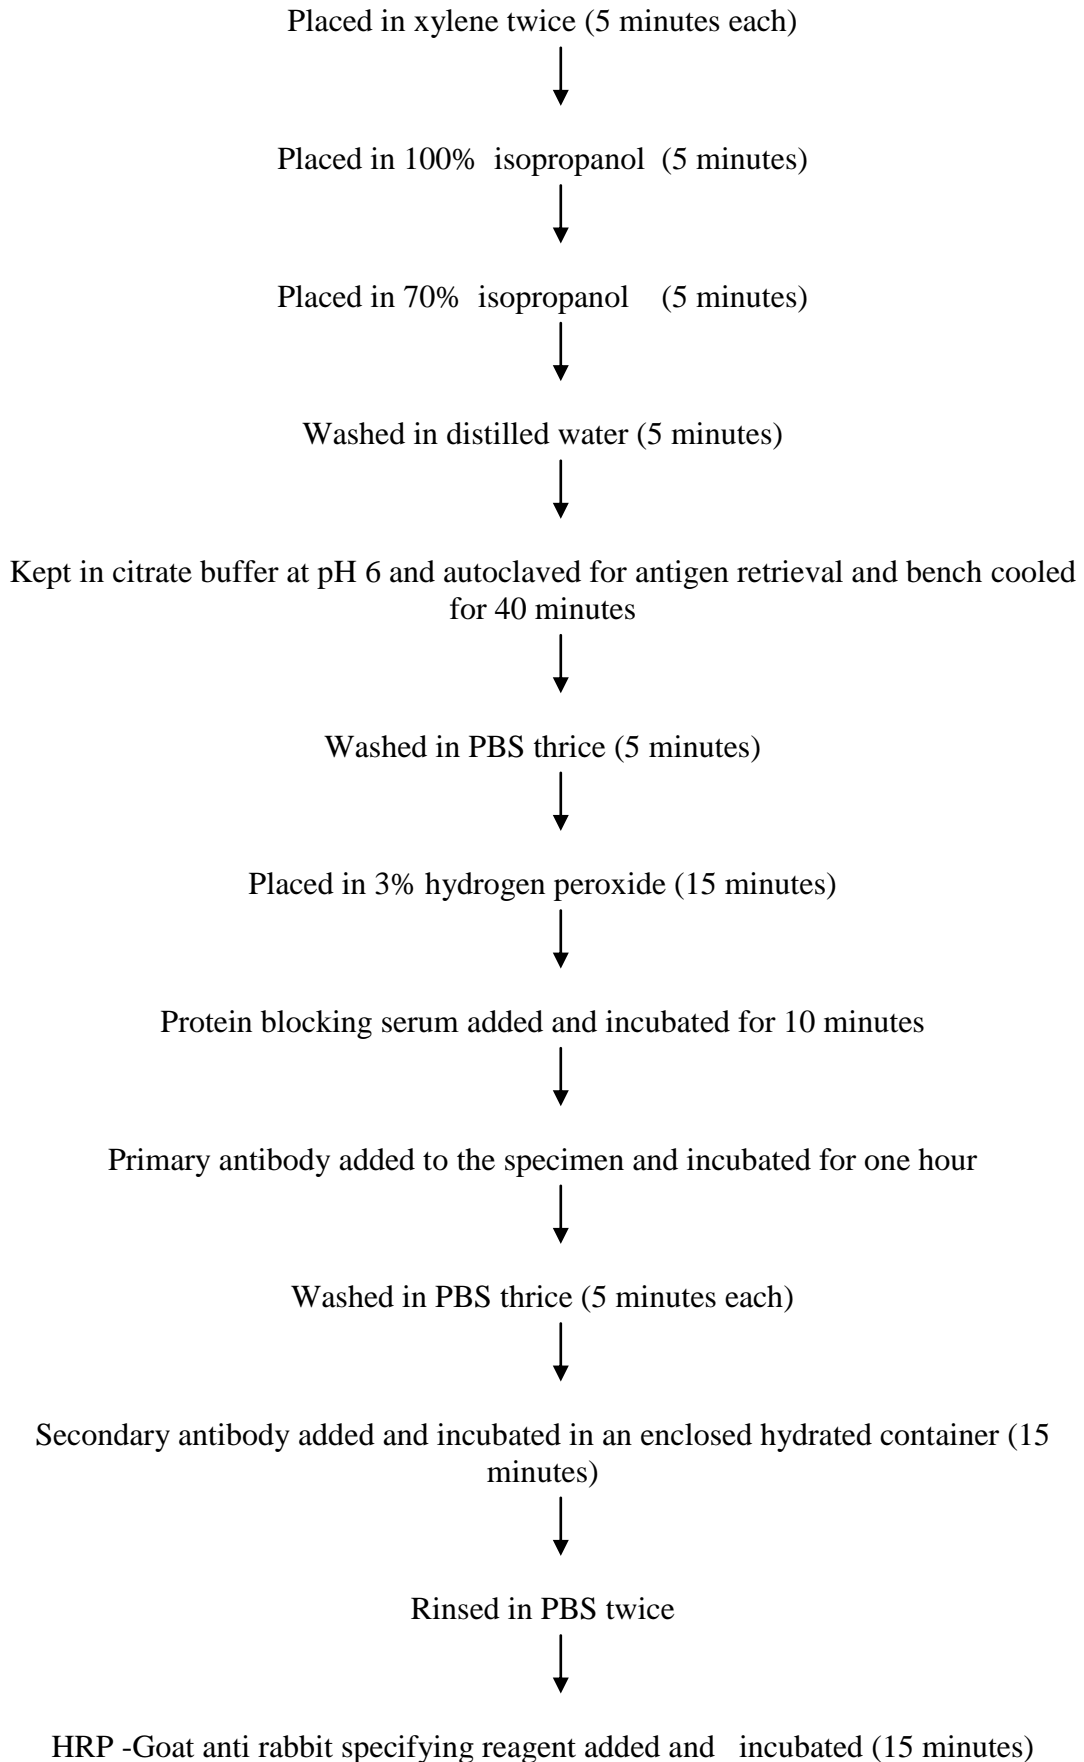 Placed in xylene twice (5 minutes each)
Placed in 100% isopropanol (5 minutes)
Placed in 70% isopropanol (5 minutes)
Washed in distilled water (5 minutes)
Kept in citrate buffer at pH 6 and autoclaved for antigen retrieval and bench cooled
for 40 minutes
Washed in PBS thrice (5 minutes)
Placed in 3% hydrogen peroxide (15 minutes)
Protein blocking serum added and incubated for 10 minutes
Primary antibody added to the specimen and incubated for one hour
Washed in PBS thrice (5 minutes each)
Secondary antibody added and incubated in an enclosed hydrated container (15
minutes)
Rinsed in PBS twice
HRP -Goat anti rabbit specifying reagent added and incubated (15 minutes)